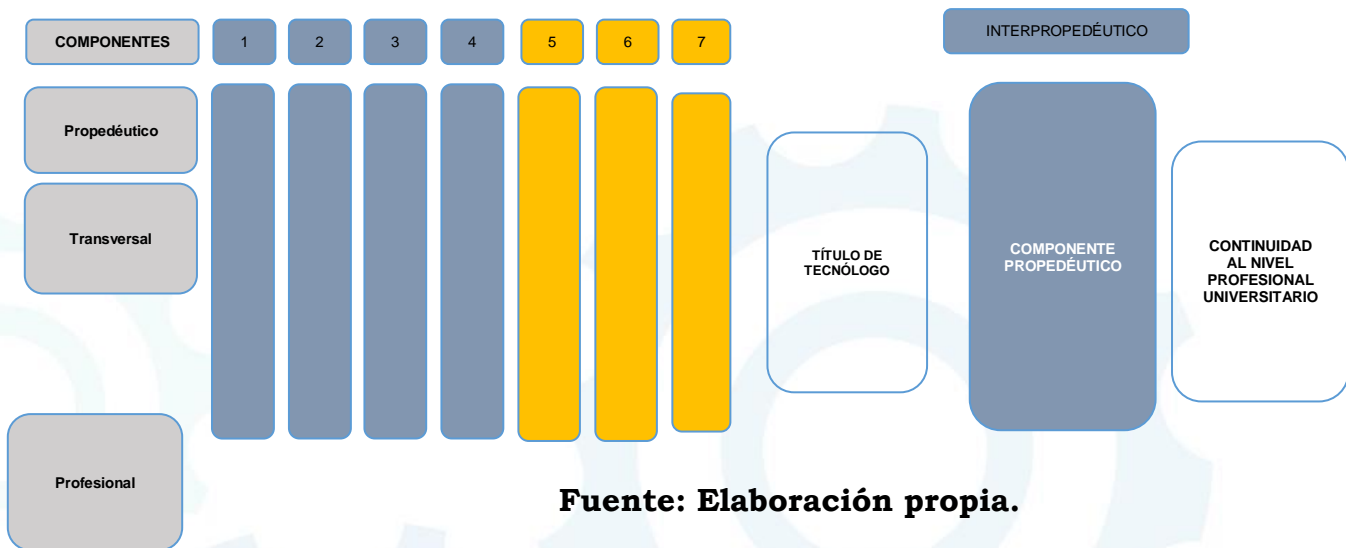 COMPONENTES 1 2 3 4 5 6 7 INTERPROPEDÉUTICO
Propedéutico
Transversal
TÍTULO DE
TECNÓLOGO
COMPONENTE
PROPEDÉUTICO
CONTINUIDAD
AL NIVEL
PROFESIONAL
UNIVERSITARIO
Profesional
Fuente: Elaboración propia.